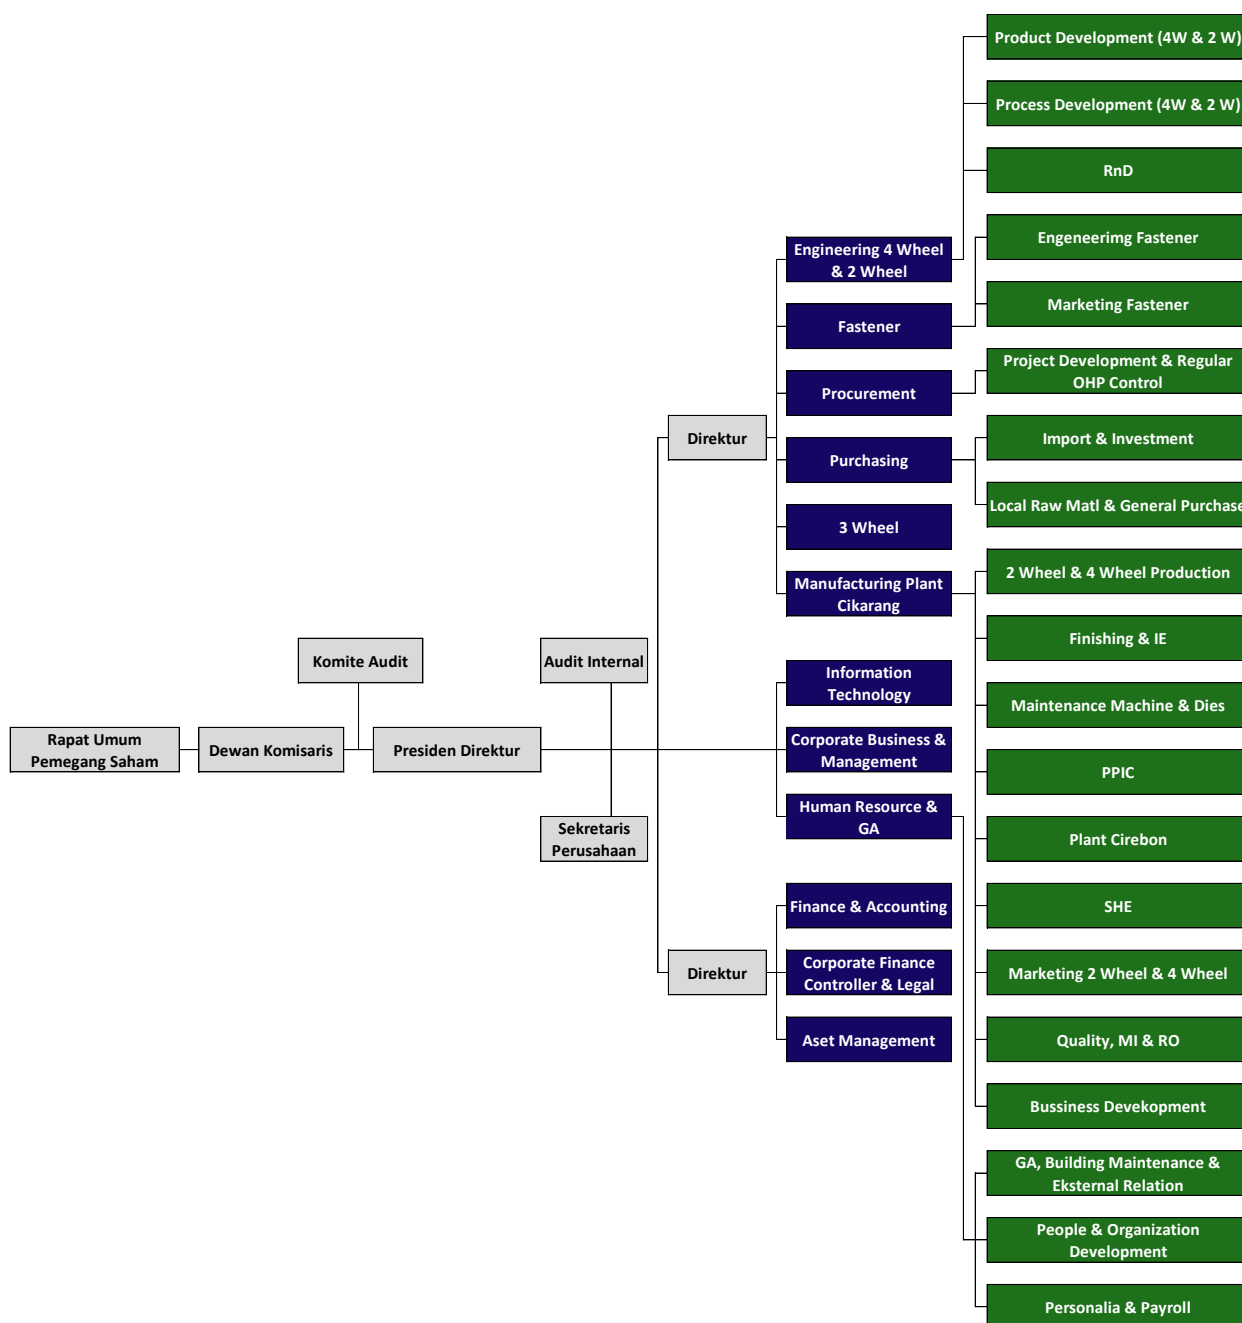 Product Development (4W & 2 W)
Process Development (4W & 2 W)
RnD
Engeneerimg Fastener
Engineering 4 Wheel
& 2 Wheel
Marketing Fastener
Fastener
Project Development & Regular
OHP Control
Procurement
Direktur
Import & Investment
Purchasing
Local Raw Matl & General Purchase
3 Wheel
2 Wheel & 4 Wheel Production
Manufacturing Plant
Cikarang
Finishing & IE
Komite Audit
Audit Internal
Information
Technology
Maintenance Machine & Dies
Rapat Umum
Pemegang Saham
Dewan Komisaris
Presiden Direktur
Corporate Business &
Management
PPIC
Human Resource &
GA
Sekretaris
Perusahaan
Plant Cirebon
Finance & Accounting
SHE
Direktur
Corporate Finance
Controller & Legal
Marketing 2 Wheel & 4 Wheel
Aset Management
Quality, MI & RO
Bussiness Devekopment
GA, Building Maintenance &
Eksternal Relation
People & Organization
Development
Personalia & Payroll